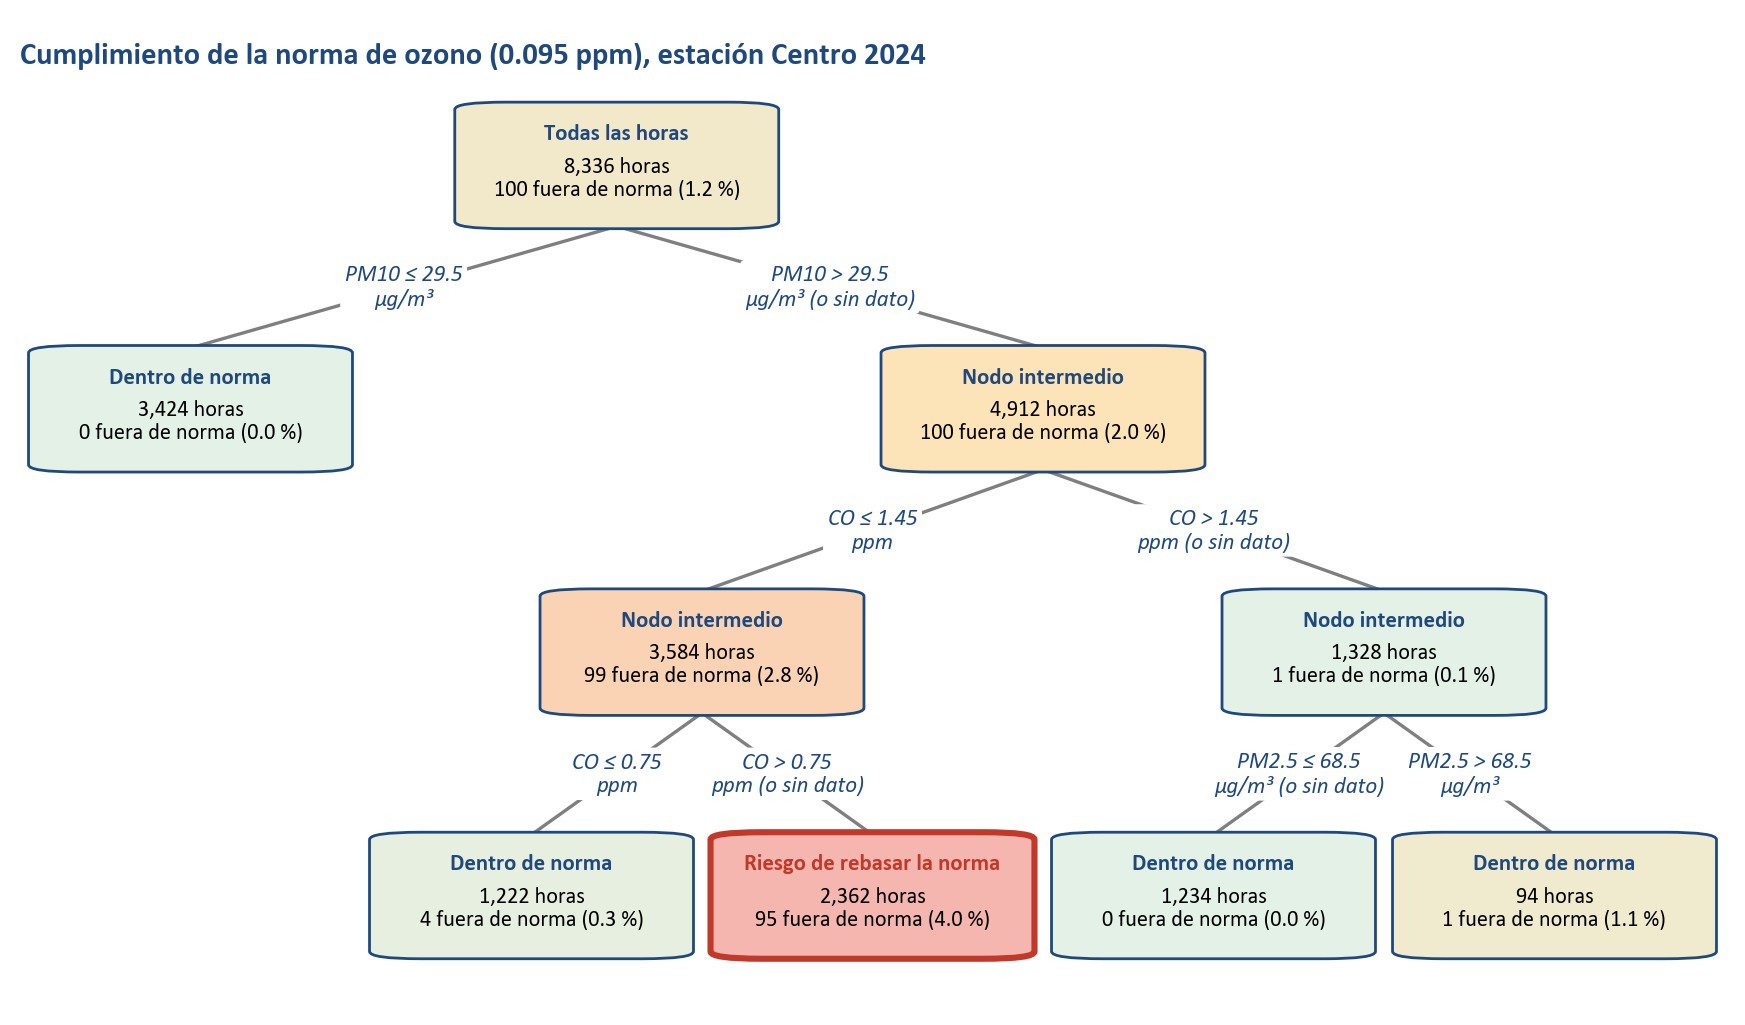 Cumplimiento de la norma de ozono (0.095 ppm), estación Centro 2024
Todas las horas
8,336 horas
100 fuera de norma (1.2 %)
PM10 ≤ 29.5
µg/m³
PM10 > 29.5
µg/m³ (o sin dato)
Dentro de norma
3,424 horas
0 fuera de norma (0.0 %)
Nodo intermedio
4,912 horas
100 fuera de norma (2.0 %)
CO ≤ 1.45
ppm
CO > 1.45
ppm (o sin dato)
Nodo intermedio
3,584 horas
99 fuera de norma (2.8 %)
Nodo intermedio
1,328 horas
1 fuera de norma (0.1 %)
CO ≤ 0.75
ppm
CO > 0.75
ppm (o sin dato)
PM2.5 ≤ 68.5
µg/m³ (o sin dato)
PM2.5 > 68.5
µg/m³
Dentro de norma
1,222 horas
4 fuera de norma (0.3 %)
Riesgo de rebasar la norma
2,362 horas
95 fuera de norma (4.0 %)
Dentro de norma
1,234 horas
0 fuera de norma (0.0 %)
Dentro de norma
94 horas
1 fuera de norma (1.1 %)